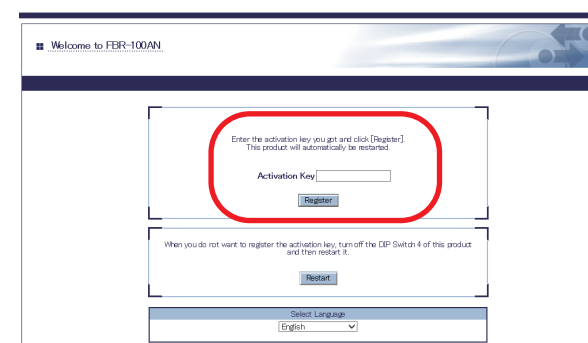 Welcome to FBR-100AN
Enter the activation key you got and click [Register].
This product will automatically be restarted.
Activation Key
Register
When you do not want to register the activation key, turn off the DIP Switch 4 of this product
and then restart it.
Restart
Select Language
English